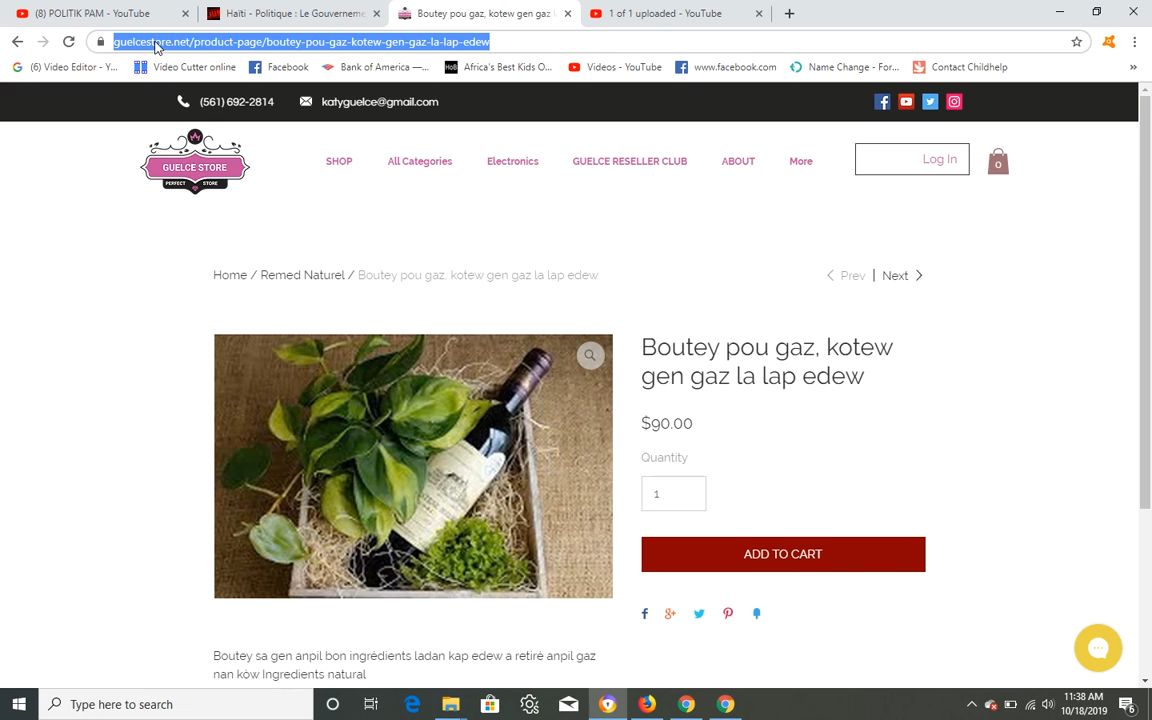 (8) POLITIK PAM - YouTube
Haïti - Politique : Le Gouverneme
Boutey pou gaz, kotew gen gaz
1 of 1 uploaded - YouTube
guelcestore.net/product-page/boutey-pou-gaz-kotew-gen-gaz-la-lap-edew
(6) Video Editor - Y...
Video Cutter online
Facebook
Bank of America —...
Africa's Best Kids O...
Videos - YouTube
www.facebook.com
Name Change - For...
Contact Childhelp
(561) 692-2814
katyguelce@gmail.com
GUELCE STORE
PERFECT STORE
SHOP
All Categories
Electronics
GUELCE RESELLER CLUB
ABOUT
More
Log In
0
Home / Remed Naturel / Boutey pou gaz, kotew gen gaz la lap edew
Prev | Next
Boutey pou gaz, kotew
gen gaz la lap edew
$90.00
Quantity
1
ADD TO CART
Boutey sa gen anpil bon ingrédients ladan kap edew a retiré anpil gaz
nan kòw Ingredients natural
Type here to search
11:38 AM
10/18/2019
6